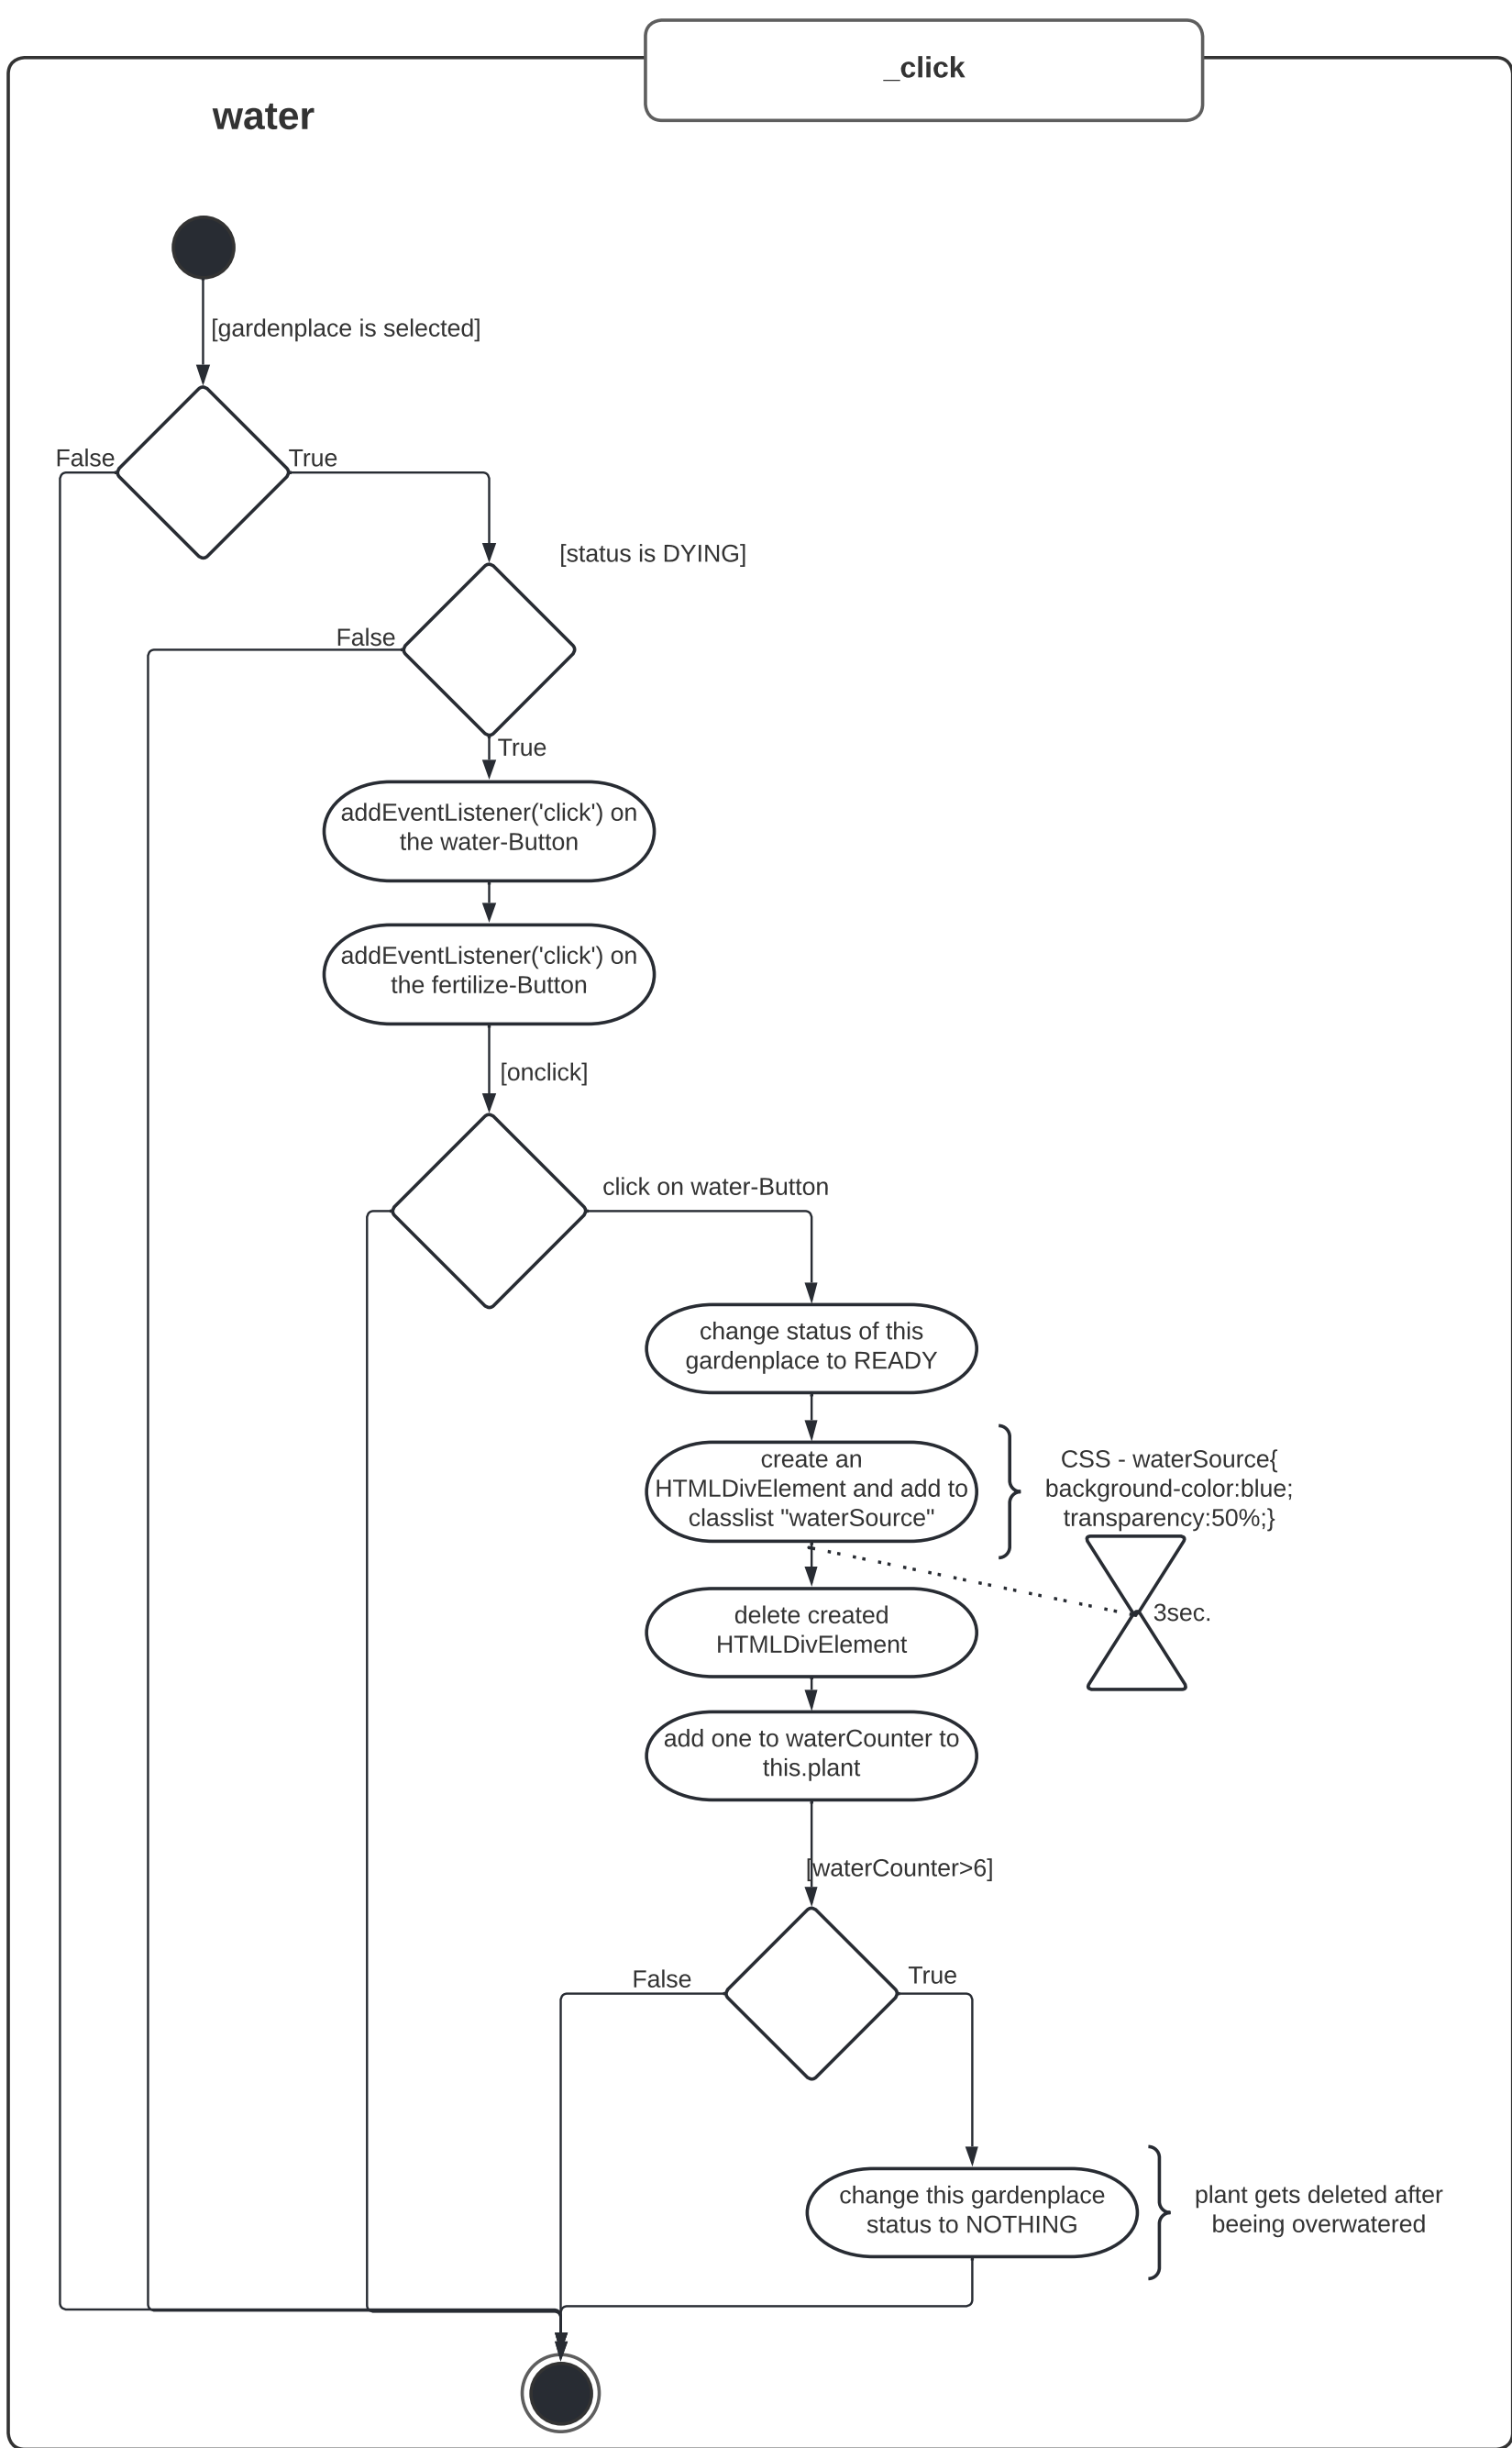 _click
water
[gardenplace is selected]
False
True
[status is DYING]
False
True
addEventListener('click') on
the water-Button
addEventListener('click') on
the fertilize-Button
[onclick]
click on water-Button
change status of this
gardenplace to READY
create an
HTMLDivElement and add to
classlist "waterSource"
CSS - waterSource{
background-color:blue;
transparency:50%;}
3sec.
delete created
HTMLDivElement
add one to waterCounter to
this.plant
[waterCounter>6]
False
True
change this gardenplace
status to NOTHING
plant gets deleted after
beeing overwatered